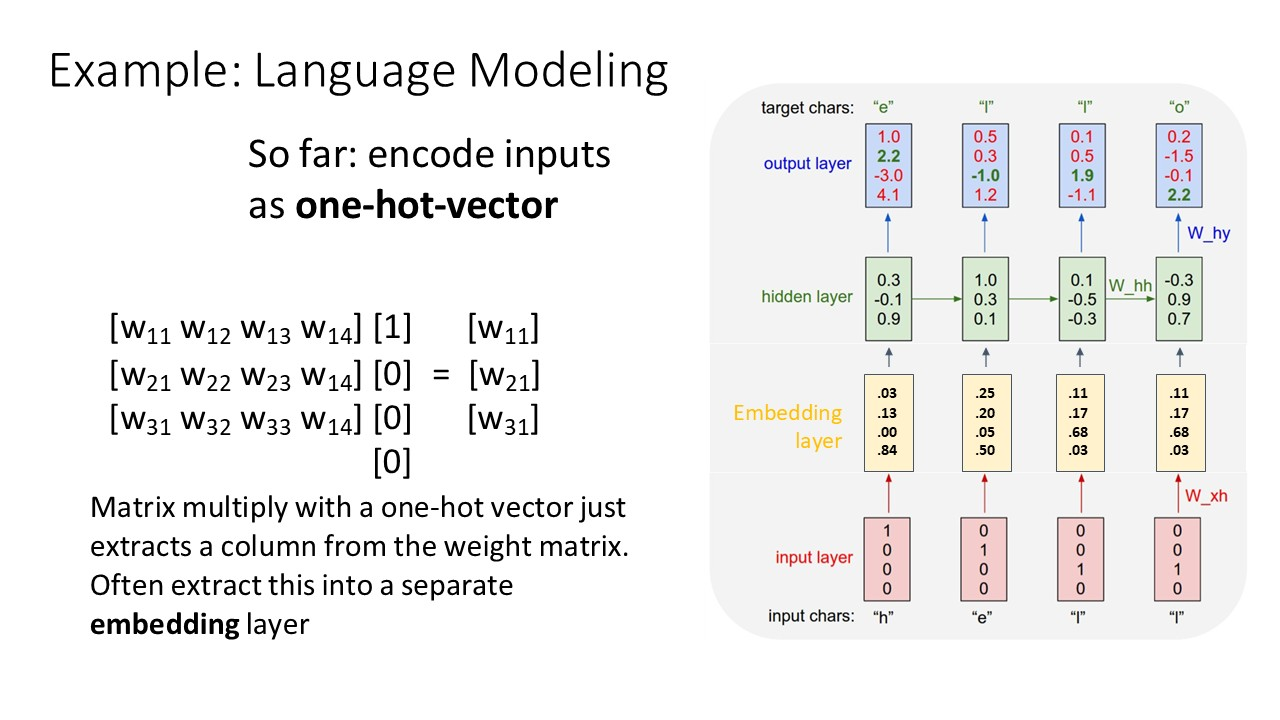 Example: Language Modeling
So far: encode inputs
as one-hot-vector
[w11 w12 w13 w14] [1] [w11]
[w21 w22 w23 w14] [0] = [w21]
[w31 w32 w33 w14] [0] [w31]
[0]
Matrix multiply with a one-hot vector just
extracts a column from the weight matrix.
Often extract this into a separate
embedding layer
target chars: “e” “l” “l” “o”
output layer
1.0 0.5 0.1 0.2
2.2 0.3 0.5 -1.5
-3.0 -1.0 1.9 -0.1
4.1 1.2 -1.1 2.2
W_hy
hidden layer
0.3 1.0 0.1 -0.3
-0.1 0.3 -0.5 0.9
0.9 0.1 -0.3 0.7
W_hh
Embedding
layer
.03 .25 .11 .11
.13 .20 .17 .17
.00 .05 .68 .68
.84 .50 .03 .03
W_xh
input layer
1 0 0 0
0 1 0 0
0 0 1 1
0 0 0 0
input chars: “h” “e” “l” “l”